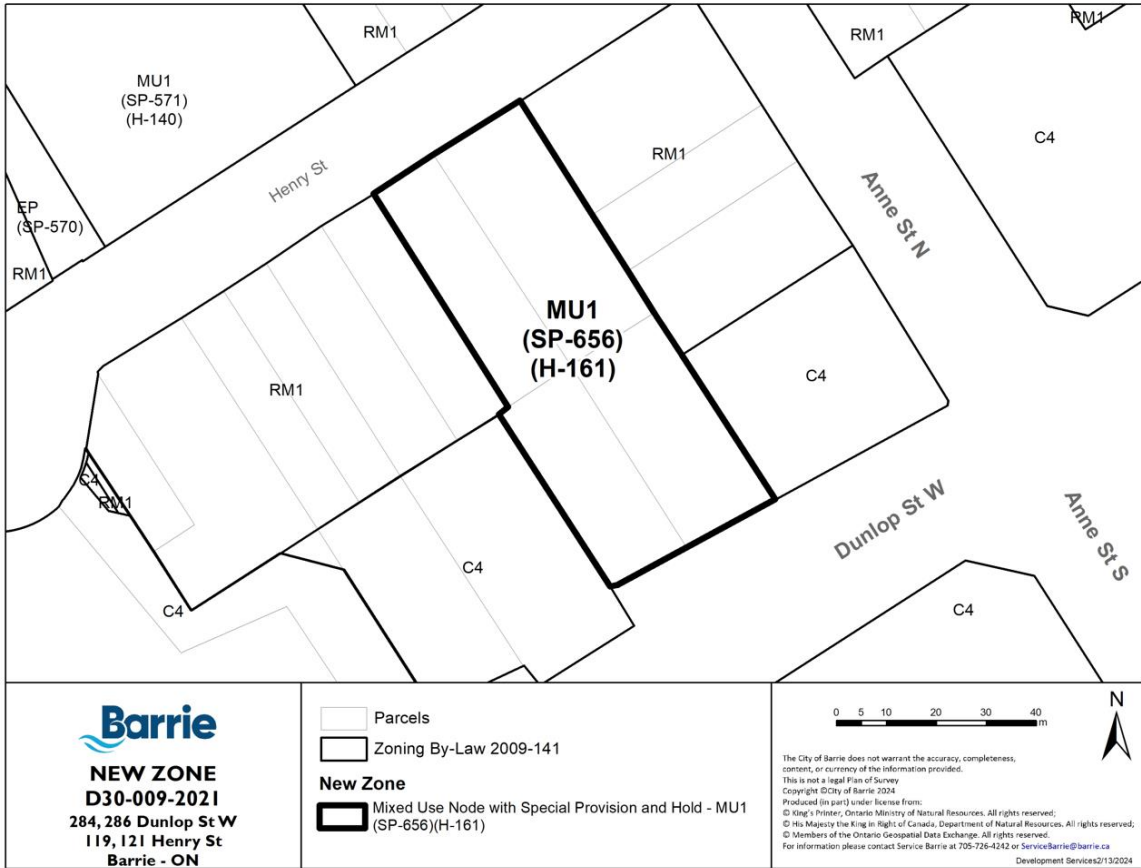 RM1
RM1
RM1
MU1
(SP-571)
(H-140)
C4
RM1
Henry St
Anne St N
EP
(SP-570)
RM1
MU1
(SP-656)
(H-161)
C4
RM1
C4
RM1
Dunlop St W
Anne St S
C4
C4
C4
Barrie
NEW ZONE
D30-009-2021
284, 286 Dunlop St W
119, 121 Henry St
Barrie - ON
Parcels
Zoning By-Law 2009-141
New Zone
Mixed Use Node with Special Provision and Hold - MU1
(SP-656)(H-161)
N
0 5 10 20 30 40
m
The City of Barrie does not warrant the accuracy, completeness,
content, or currency of the information provided.
This is not a legal Plan of Survey
Copyright ©City of Barrie 2024
Produced (in part) under license from:
© King's Printer, Ontario Ministry of Natural Resources. All rights reserved;
© His Majesty the King in Right of Canada, Department of Natural Resources. All rights reserved;
© Members of the Ontario Geospatial Data Exchange. All rights reserved.
For information please contact Service Barrie at 705-726-4242 or ServiceBarrie@barrie.ca
Development Services2/13/2024